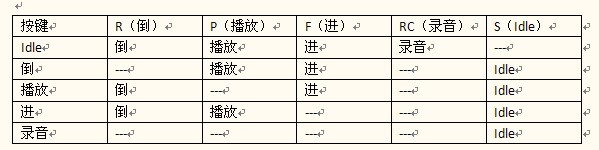 按键 R（倒） P（播放） F（进） RC（录音） S（Idle）
Idle 倒 播放 进 录音 ---
倒 --- 播放 进 --- Idle
播放 倒 --- 进 --- Idle
进 倒 播放 --- --- Idle
录音 --- --- --- --- Idle